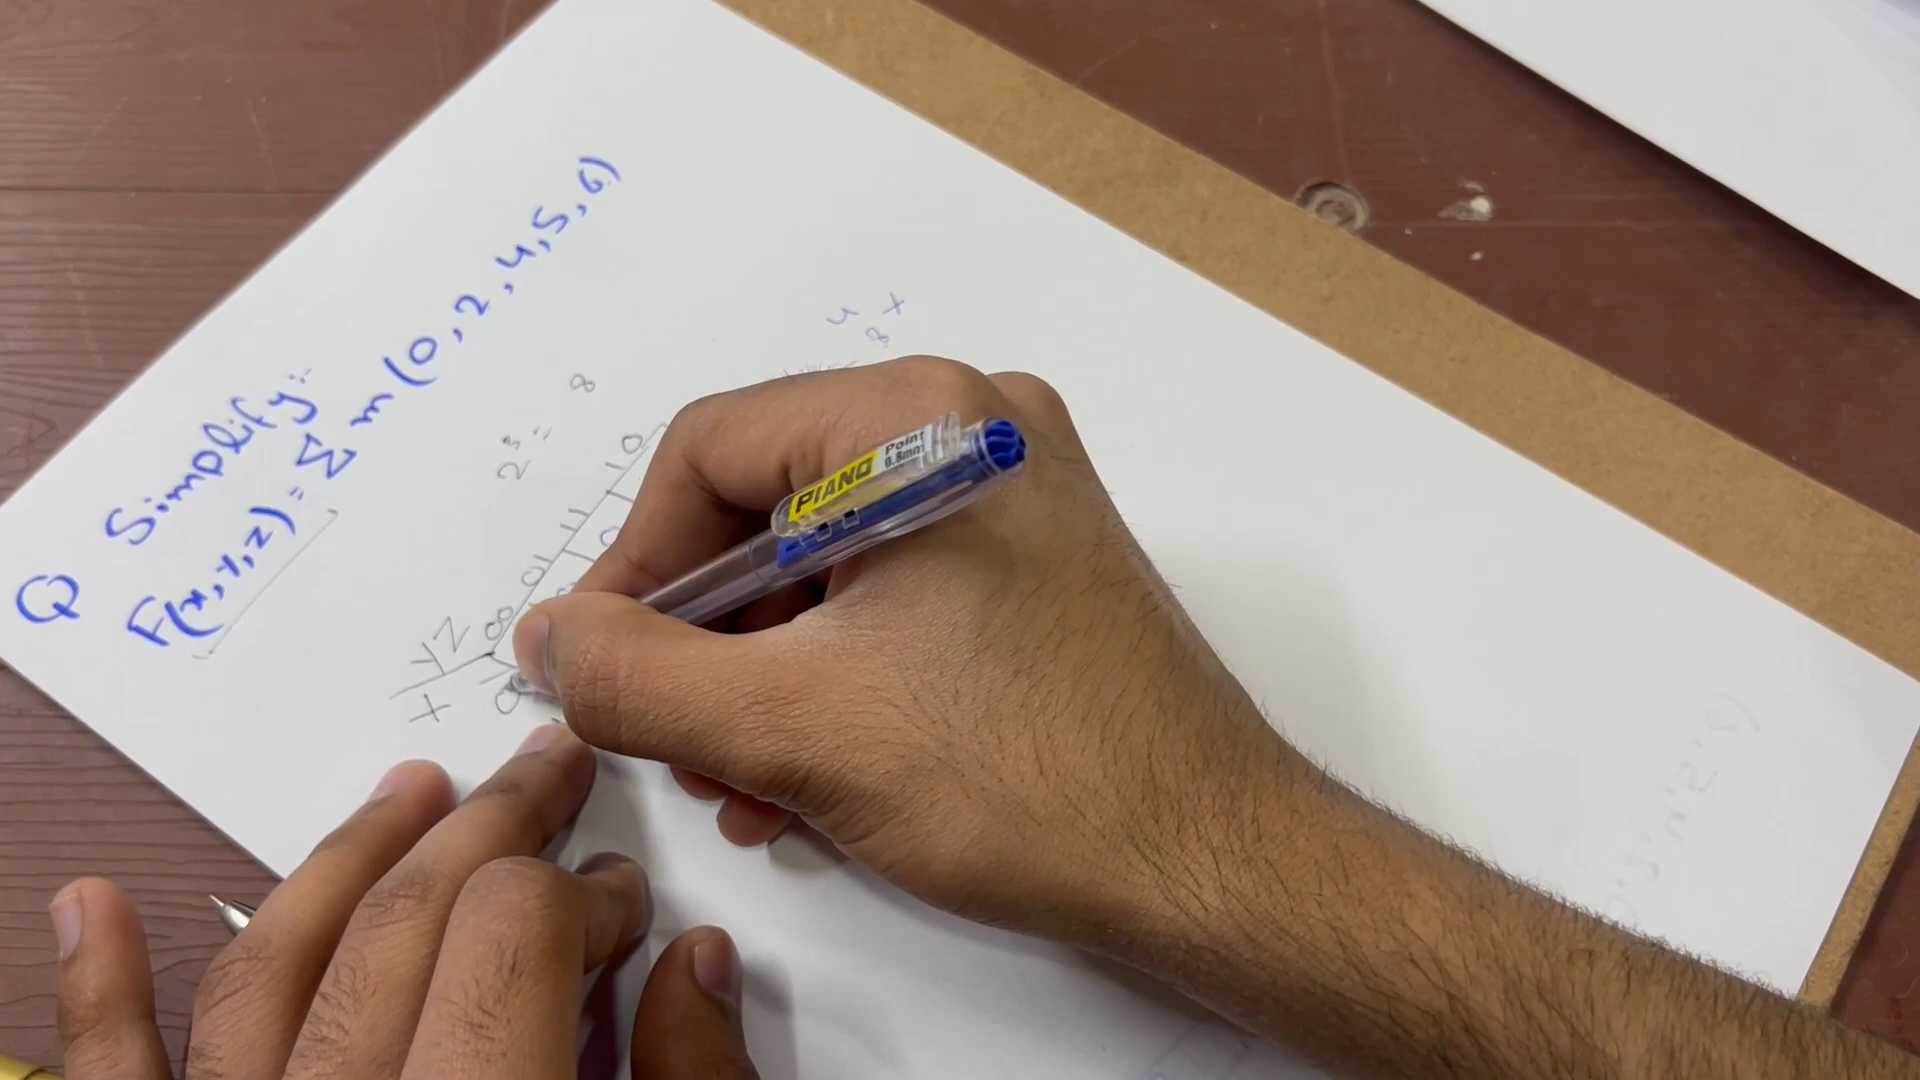 Q Simplify:-
F(x,y,z) = Σ m (0, 2, 4, 5, 6)
2³ = 8
YZ
X
00 01 11 10
0
4
8 x
PIANO
Point
0.8mm